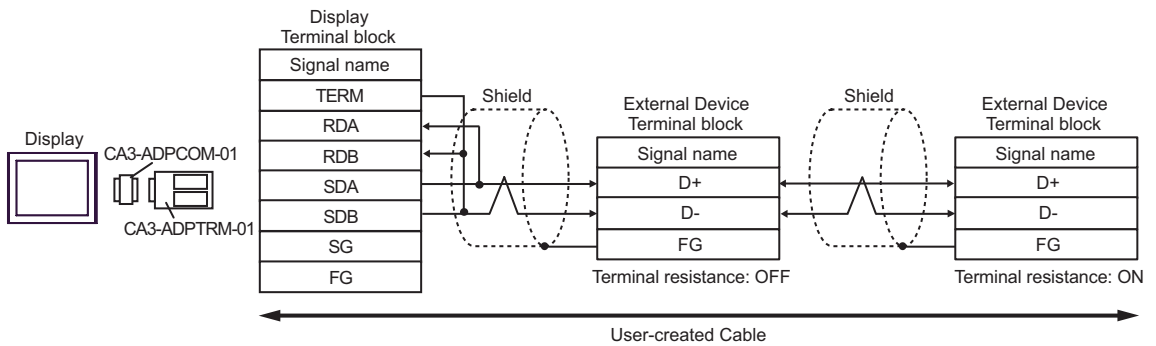 Display
CA3-ADPCOM-01
CA3-ADPTRM-01
Display
Terminal block
Signal name
TERM
RDA
RDB
SDA
SDB
SG
FG
Shield
External Device
Terminal block
Signal name
D+
D-
FG
Terminal resistance: OFF
Shield
External Device
Terminal block
Signal name
D+
D-
FG
Terminal resistance: ON
User-created Cable